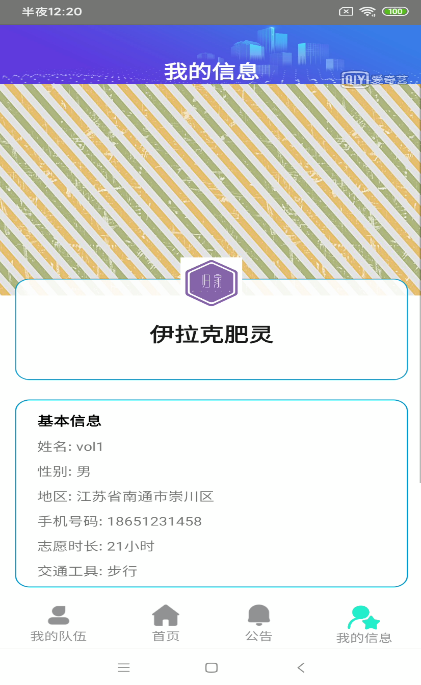 半夜12:20
100
我的信息
QIY 爱奇艺
归家
伊拉克肥灵
基本信息
姓名: vol1
性别: 男
地区: 江苏省南通市崇川区
手机号码: 18651231458
志愿时长: 21小时
交通工具: 步行
我的队伍 首页 公告 我的信息